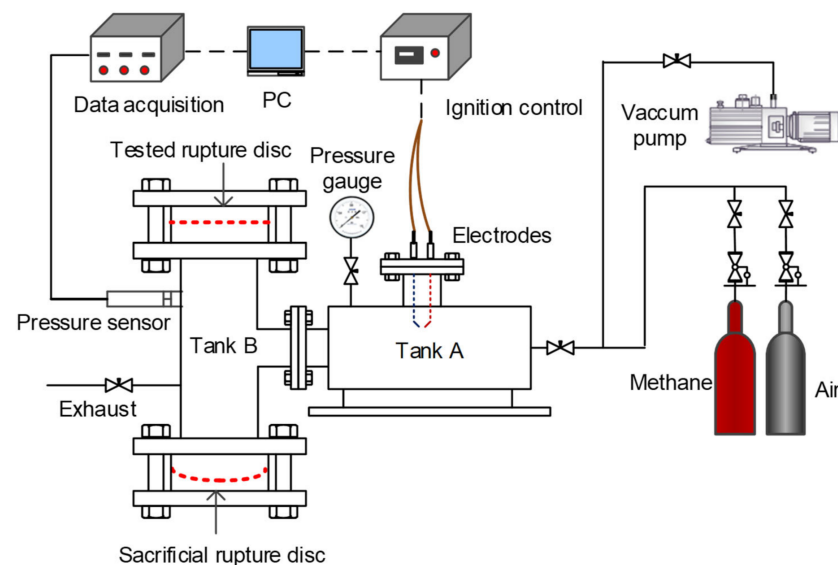 Data acquisition
PC
Ignition control
Vaccum
pump
Tested rupture disc
Pressure
gauge
Electrodes
Pressure sensor
Tank B
Tank A
Exhaust
Methane
Air
Sacrificial rupture disc